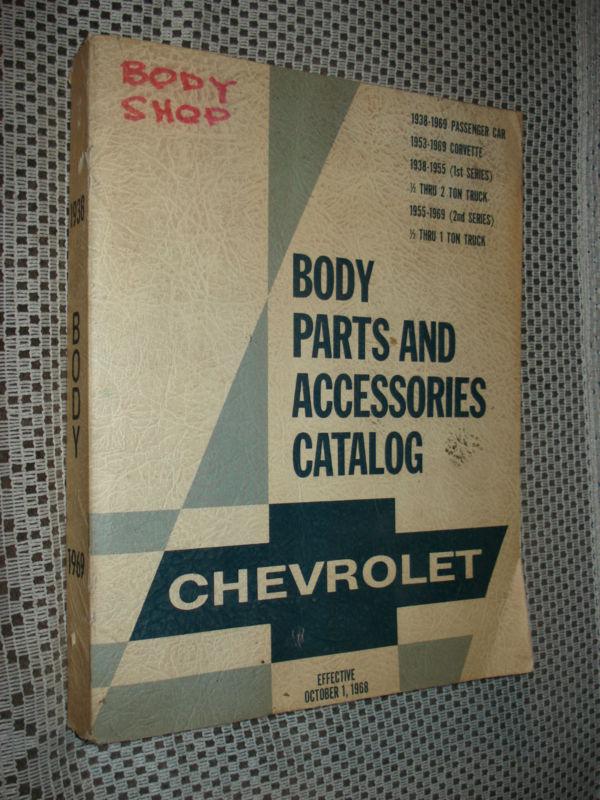 BODY
SHOP
1938-1969 PASSENGER CAR
1953-1969 CORVETTE
1938-1955 (1st SERIES)
½ THRU 2 TON TRUCK
1955-1969 (2nd SERIES)
½ THRU 1 TON TRUCK
BODY
PARTS AND
ACCESSORIES
CATALOG
CHEVROLET
EFFECTIVE
OCTOBER 1, 1968
1938
BODY
1969